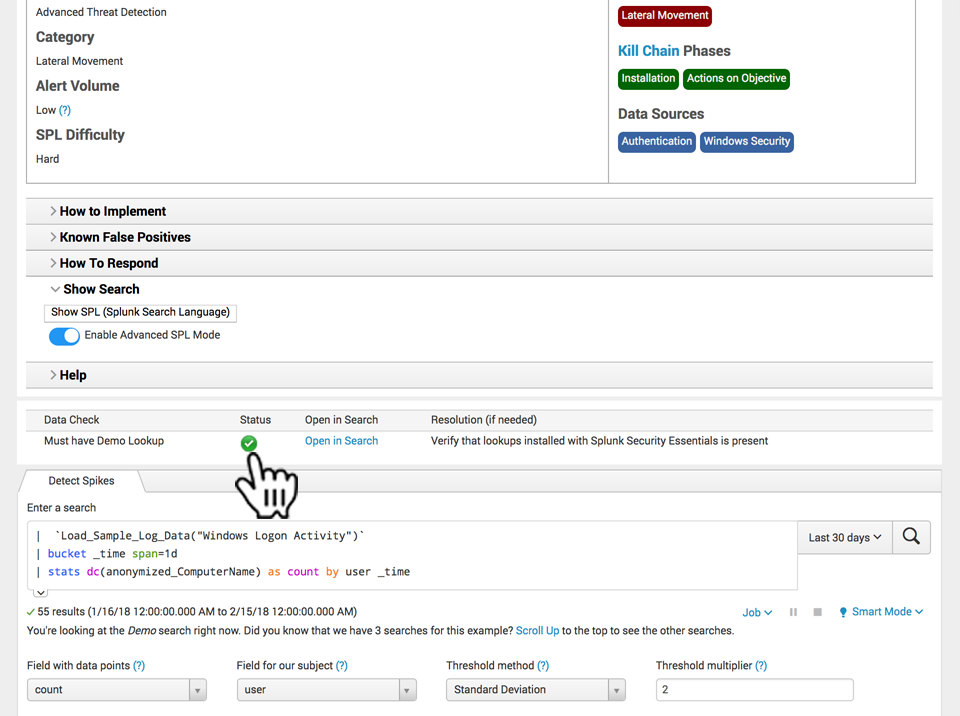 Advanced Threat Detection
Category
Lateral Movement
Alert Volume
Low (?)
SPL Difficulty
Hard
Lateral Movement
Kill Chain Phases
Installation Actions on Objective
Data Sources
Authentication Windows Security
How to Implement
Known False Positives
How To Respond
Show Search
Show SPL (Splunk Search Language)
Enable Advanced SPL Mode
Help
Data Check Status Open in Search Resolution (if needed)
Must have Demo Lookup Open in Search Verify that lookups installed with Splunk Security Essentials is present
Detect Spikes
Enter a search
| `Load_Sample_Log_Data("Windows Logon Activity")`
| bucket _time span=1d
| stats dc(anonymized_ComputerName) as count by user _time
Last 30 days
55 results (1/16/18 12:00:00.000 AM to 2/15/18 12:00:00.000 AM)
Job Smart Mode
You're looking at the Demo search right now. Did you know that we have 3 searches for this example? Scroll Up to the top to see the other searches.
Field with data points (?) Field for our subject (?) Threshold method (?) Threshold multiplier (?)
count user Standard Deviation 2